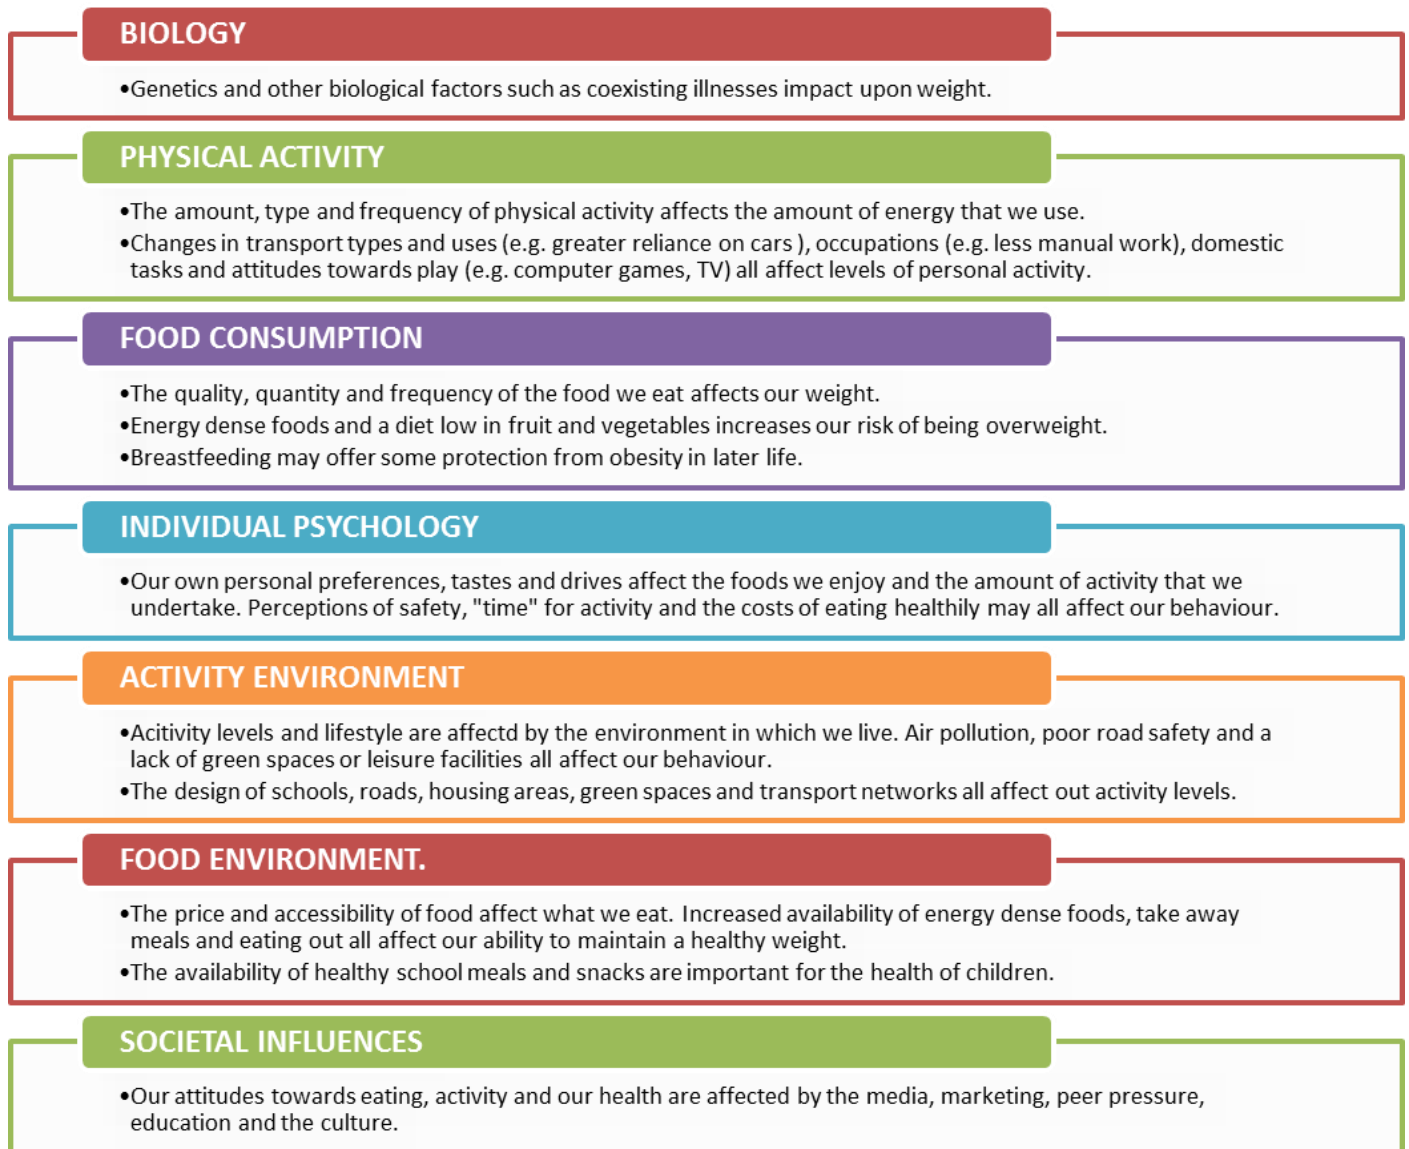 BIOLOGY
•Genetics and other biological factors such as coexisting illnesses impact upon weight.
PHYSICAL ACTIVITY
•The amount, type and frequency of physical activity affects the amount of energy that we use.
•Changes in transport types and uses (e.g. greater reliance on cars ), occupations (e.g. less manual work), domestic
tasks and attitudes towards play (e.g. computer games, TV) all affect levels of personal activity.
FOOD CONSUMPTION
•The quality, quantity and frequency of the food we eat affects our weight.
•Energy dense foods and a diet low in fruit and vegetables increases our risk of being overweight.
•Breastfeeding may offer some protection from obesity in later life.
INDIVIDUAL PSYCHOLOGY
•Our own personal preferences, tastes and drives affect the foods we enjoy and the amount of activity that we
undertake. Perceptions of safety, "time" for activity and the costs of eating healthily may all affect our behaviour.
ACTIVITY ENVIRONMENT
•Acitivity levels and lifestyle are affectd by the environment in which we live. Air pollution, poor road safety and a
lack of green spaces or leisure facilities all affect our behaviour.
•The design of schools, roads, housing areas, green spaces and transport networks all affect out activity levels.
FOOD ENVIRONMENT.
•The price and accessibility of food affect what we eat. Increased availability of energy dense foods, take away
meals and eating out all affect our ability to maintain a healthy weight.
•The availability of healthy school meals and snacks are important for the health of children.
SOCIETAL INFLUENCES
•Our attitudes towards eating, activity and our health are affected by the media, marketing, peer pressure,
education and the culture.